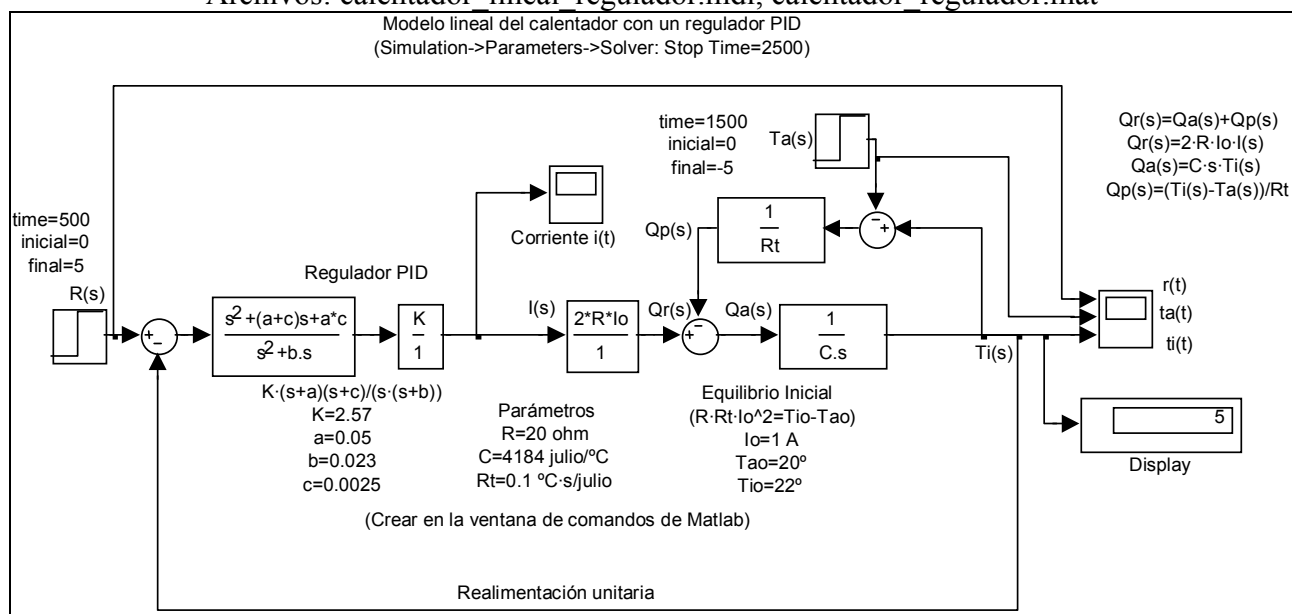 Archivos: calentador_lineal_regulador.mdl, calentador_regulador.mat
Modelo lineal del calentador con un regulador PID
(Simulation->Parameters->Solver: Stop Time=2500)
time=1500
inicial=0
final=-5
Ta(s)
Qr(s)=Qa(s)+Qp(s)
Qr(s)=2·R·Io·I(s)
Qa(s)=C·s·Ti(s)
Qp(s)=(Ti(s)-Ta(s))/Rt
time=500
inicial=0
final=5
R(s)
Corriente i(t)
Qp(s)
1
Rt
- +
Regulador PID
+
-
s2 +(a+c)s+a*c
s2+b.s
K
1
I(s)
2*R*Io
1
Qr(s)
+ -
Qa(s)
1
C.s
Ti(s)
r(t)
ta(t)
ti(t)
K·(s+a)(s+c)/(s·(s+b))
K=2.57
a=0.05
b=0.023
c=0.0025
Parámetros
R=20 ohm
C=4184 julio/ºC
Rt=0.1 ºC·s/julio
Equilibrio Inicial
(R·Rt·Io^2=Tio-Tao)
Io=1 A
Tao=20º
Tio=22º
5
Display
(Crear en la ventana de comandos de Matlab)
Realimentación unitaria